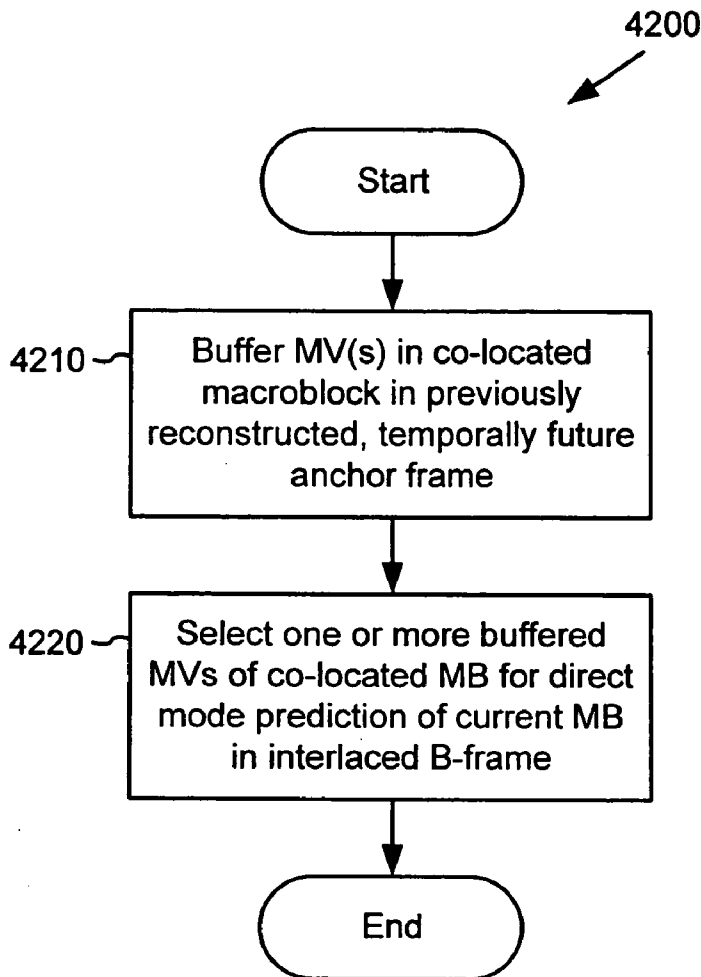 4200
Start
4210
Buffer MV(s) in co-located
macroblock in previously
reconstructed, temporally future
anchor frame
4220
Select one or more buffered
MVs of co-located MB for direct
mode prediction of current MB
in interlaced B-frame
End